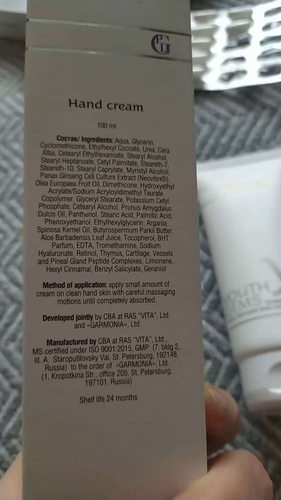 Hand cream
100 ml
Состав/ Ingredients: Aqua, Glycerin,
Cyclomethicone, Ethylhexyl Cocoate, Urea, Cera
Alba, Cetearyl Ethylhexanoate, Stearyl Alcohol,
Stearyl Heptanoate, Cetyl Palmitate, Steareth-7,
Steareth-10, Stearyl Caprylate, Myristyl Alcohol,
Panax Ginseng Cell Culture Extract (Neovitin®),
Olea Europaea Fruit Oil, Dimethicone, Hydroxyethyl
Acrylate/Sodium Acryloyldimethyl Taurate
Copolymer, Glyceryl Stearate, Potassium Cetyl
Phosphate, Cetearyl Alcohol, Prunus Amygdalus
Dulcis Oil, Panthenol, Stearic Acid, Palmitic Acid,
Phenoxyethanol, Ethylhexylglycerin, Argania
Spinosa Kernel Oil, Butyrospermum Parkii Butter,
Aloe Barbadensis Leaf Juice, Tocopherol, BHT,
Parfum, EDTA, Tromethamine, Sodium
Hyaluronate, Retinol, Thymus, Cartilage, Vessels
and Pineal Gland Peptide Complexes, Limonene,
Hexyl Cinnamal, Benzyl Salicylate, Geraniol
Method of application: apply small amount of
cream on clean hand skin with careful massaging
motions until completely absorbed.
Developed jointly by CBA at RAS "VITA", Ltd.
and «GARMONIA», Ltd.
Manufactured by CBA at RAS "VITA", Ltd.,
MS certified under ISO 9001:2015, GMP (7, bldg 2,
lit. A, Staroputilovsky Val, St. Petersburg, 192148,
Russia) to the order of «GARMONIA», Ltd.
(1, Kropotkina Str., office 205, St. Petersburg,
197101, Russia)
Shelf life 24 months